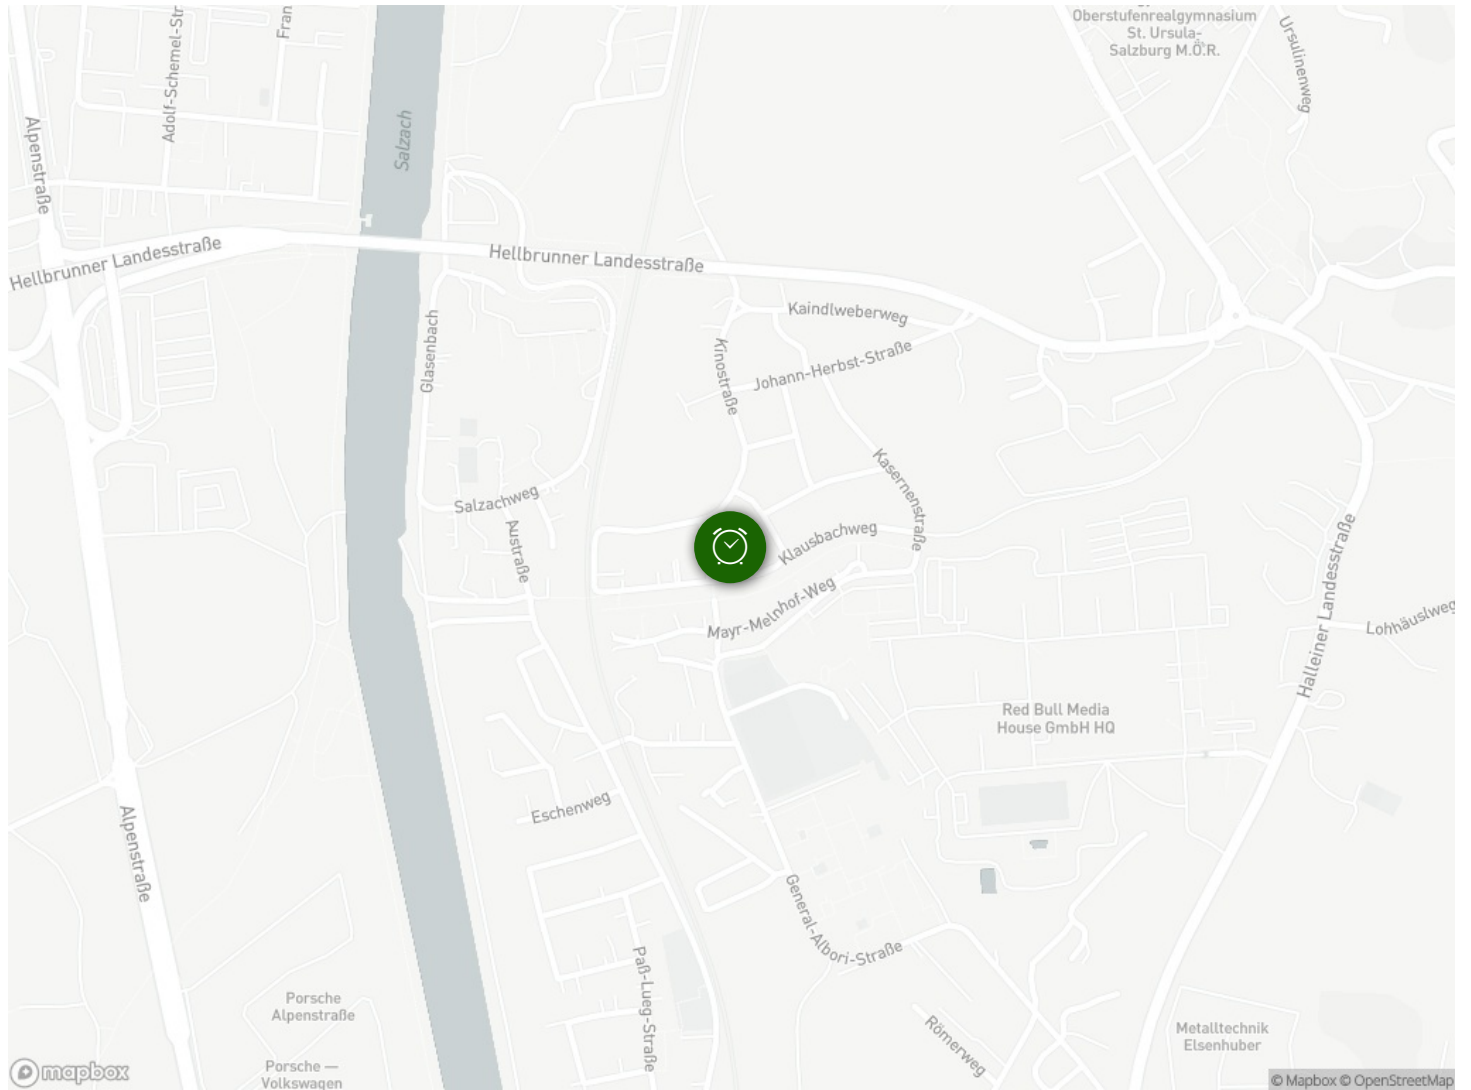 Oberstufenrealgymnasium
St. Ursula-
Salzburg M.Ö.R.
Ursulinenweg
Adolf-Schemel-Str
Fran
Salzach
Alpenstraße
Hellbrunner Landesstraße
Hellbrunner Landesstraße
Kaindlweberweg
Glasenbach
Kinostraße
Johann-Herbst-Straße
Kasernenstraße
Salzachweg
Austraße
Klausbachweg
Mayr-Melnhof-Weg
Halleiner Landesstraße
Lohhäuslweg
Red Bull Media
House GmbH HQ
Eschenweg
Alpenstraße
General-Albori-Straße
Paß-Lueg-Straße
Porsche
Alpenstraße
Römerweg
Metalltechnik
Elsenhuber
Porsche —
Volkswagen
mapbox
© Mapbox © OpenStreetMap